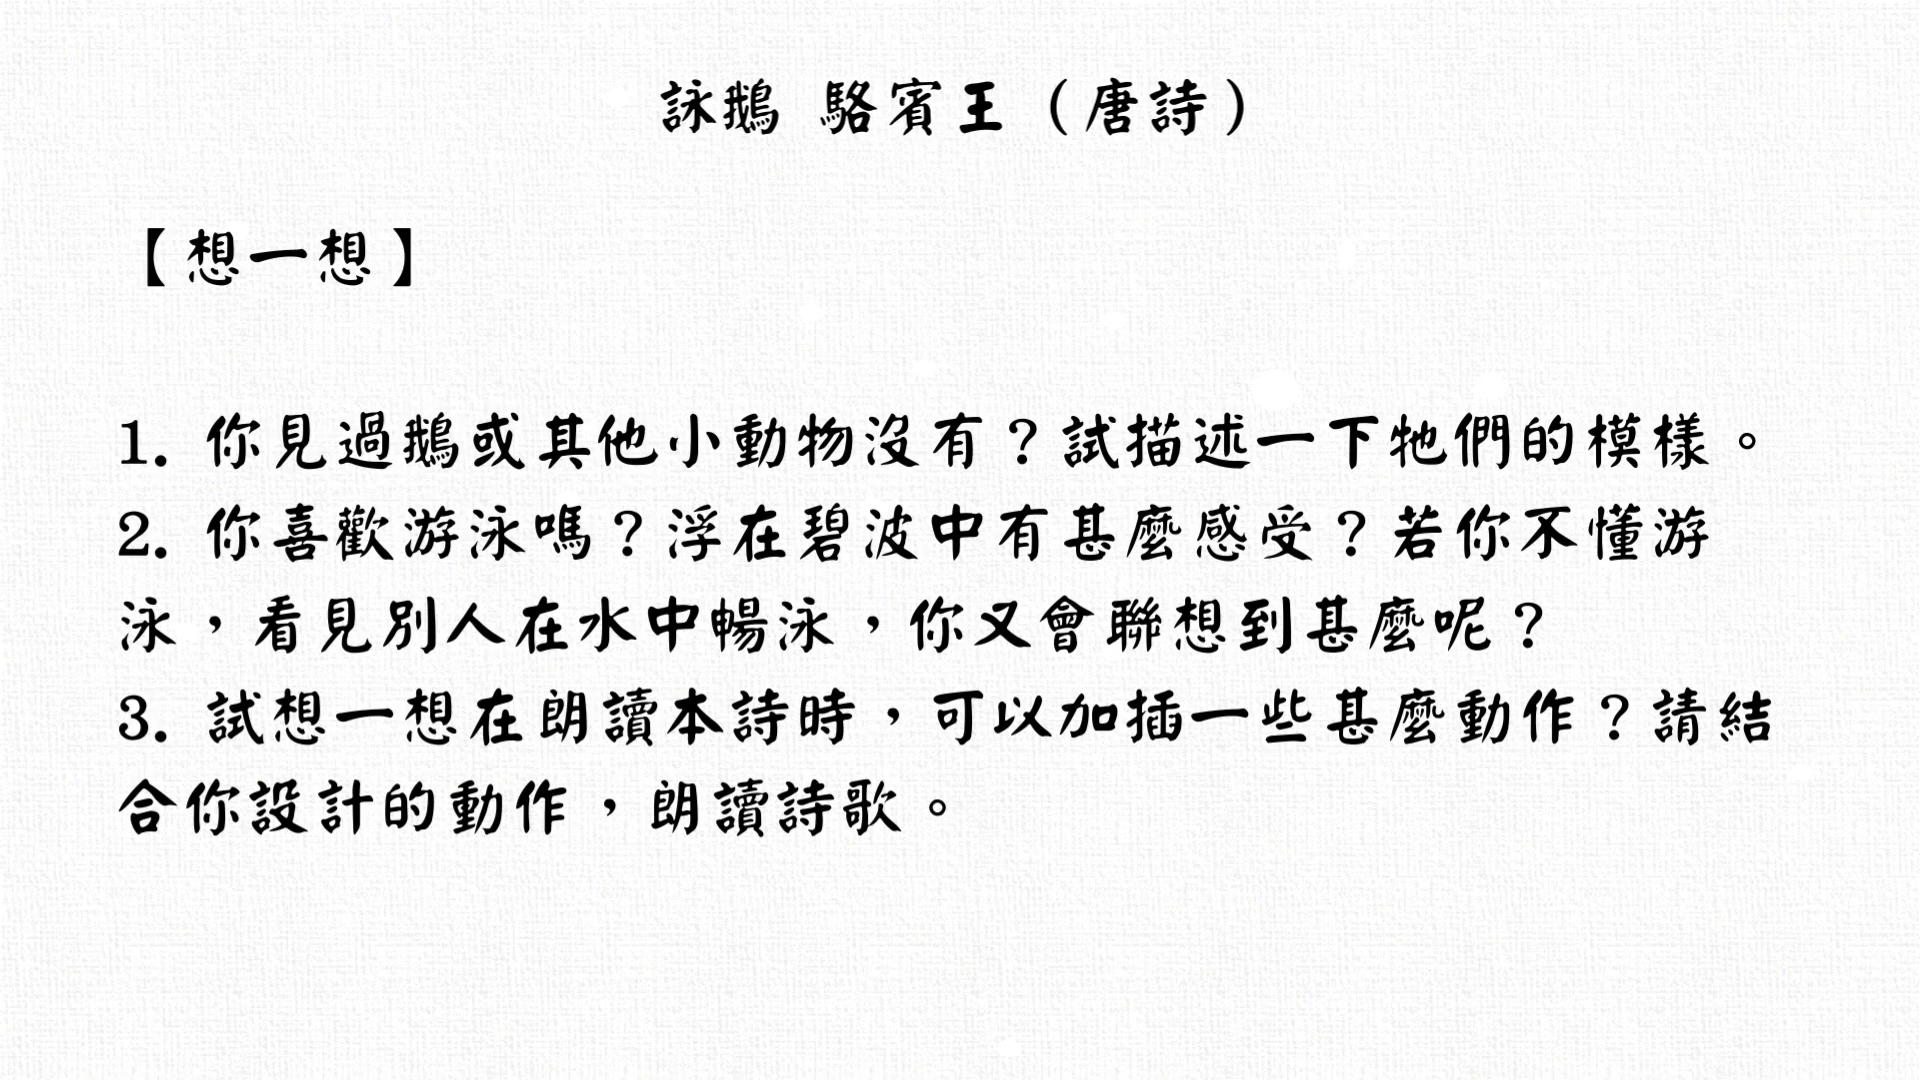 詠鵝 駱賓王（唐詩）
【想一想】
1. 你見過鵝或其他小動物沒有？試描述一下牠們的模樣。
2. 你喜歡游泳嗎？浮在碧波中有甚麼感受？若你不懂游
泳，看見別人在水中暢泳，你又會聯想到甚麼呢？
3. 試想一想在朗讀本詩時，可以加插一些甚麼動作？請結
合你設計的動作，朗讀詩歌。